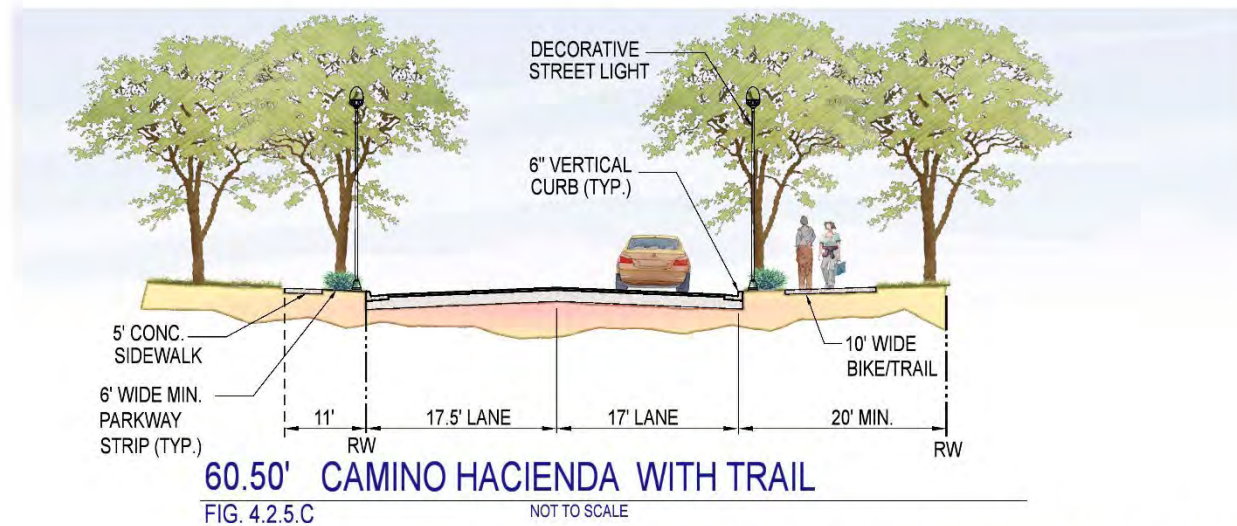 DECORATIVE
STREET LIGHT
6" VERTICAL
CURB (TYP.)
5' CONC.
SIDEWALK
10' WIDE
BIKE/TRAIL
6' WIDE MIN.
PARKWAY
STRIP (TYP.)
11'
17.5' LANE
17' LANE
20' MIN.
RW
RW
60.50' CAMINO HACIENDA WITH TRAIL
FIG. 4.2.5.C
NOT TO SCALE